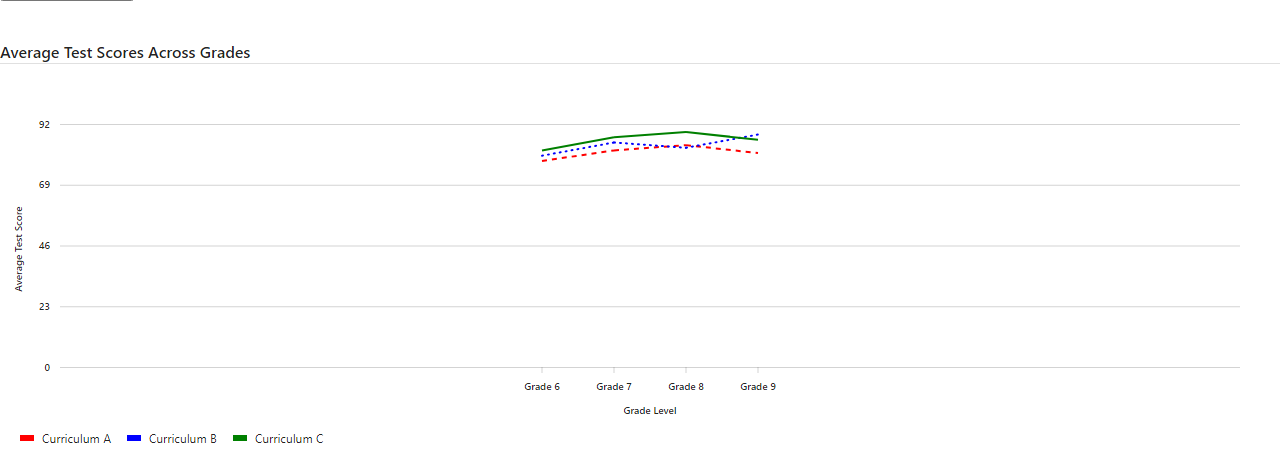 Average Test Scores Across Grades
92
69
46
23
0
Average Test Score
Grade 6 Grade 7 Grade 8 Grade 9
Grade Level
Curriculum A Curriculum B Curriculum C